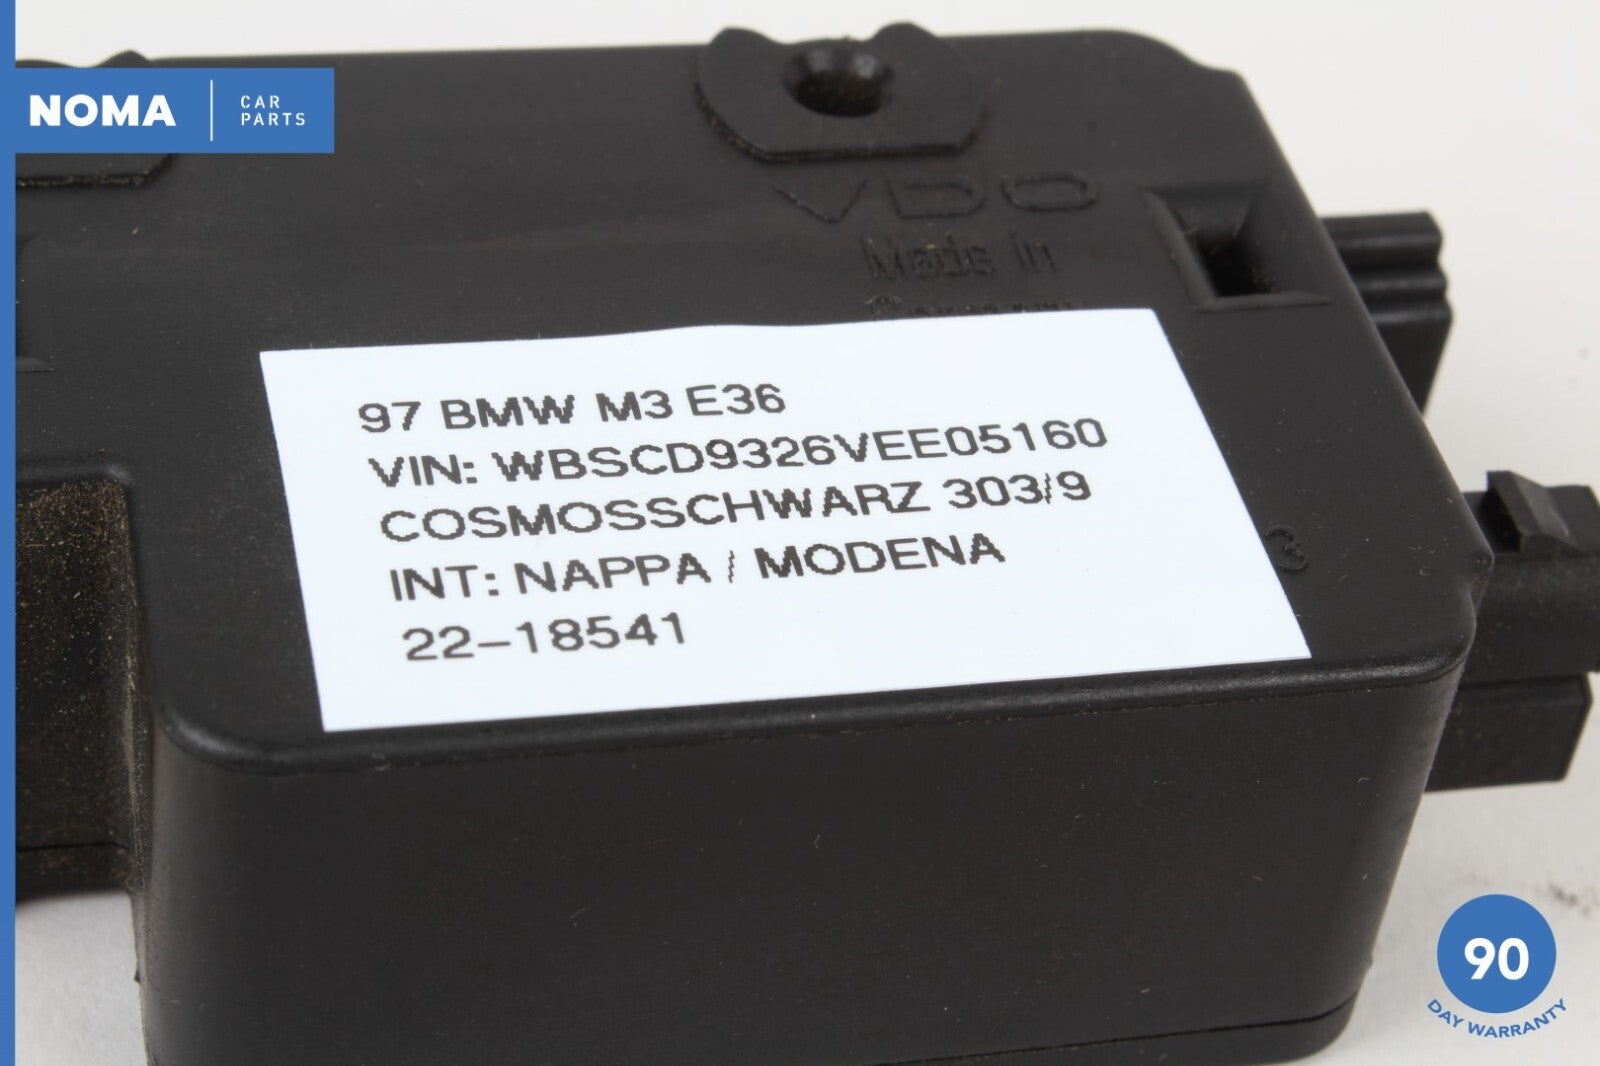 NOMA
CAR
PARTS
VDO
Made in
97 BMW M3 E36
VIN: WBSCD9326VEE05160
COSMOSSCHWARZ 303/9
INT: NAPPA / MODENA
22-18541
3
90
DAY WARRANTY